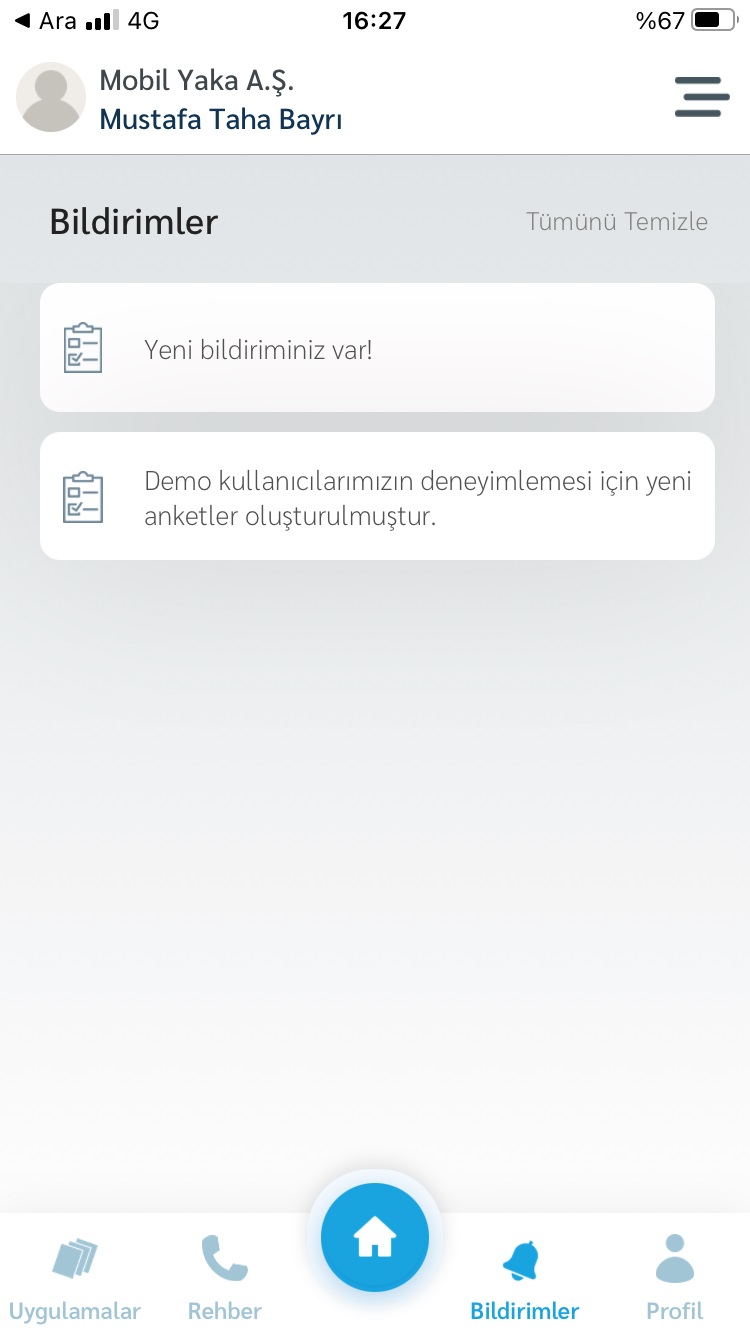 Ara 4G 16:27 %67
Mobil Yaka A.Ş.
Mustafa Taha Bayrı
Bildirimler Tümünü Temizle
Yeni bildiriminiz var!
Demo kullanıcılarımızın deneyimlemesi için yeni
anketler oluşturulmuştur.
Uygulamalar Rehber Bildirimler Profil